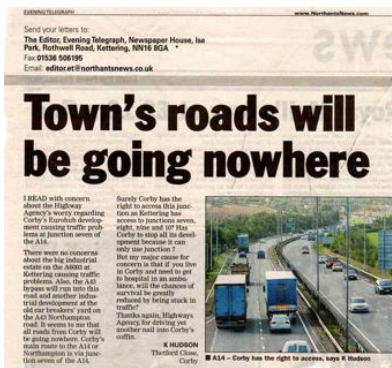 EVENING TELEGRAPH
www.NorthantsNews.com
Send your letters to:
The Editor, Evening Telegraph, Newspaper House, Ise
Park, Rothwell Road, Kettering, NN16 8GA
Fax:01536 506195
Email: editor.et@northantsnews.co.uk
Town's roads will
be going nowhere
I READ with concern
about the Highway
Agency's worry regarding
Corby's Eurohub develop-
ment causing traffic prob-
lems at junction seven of
the A14.
There were no concerns
about the big industrial
estate on the A6003 at
Kettering causing traffic
problems. Also, the A43
bypass will run into this
road and another indus-
trial development at the
old car breakers' yard on
the A43 Northampton
road. It seems to me that
all roads from Corby will
be going nowhere. Corby's
main route to the A14 or
Northampton is via junc-
tion seven of the A14.
Surely Corby has the
right to access this junc-
tion as Kettering has
access to junctions seven,
eight, nine and 10? Has
Corby to stop all its devel-
opment because it can
only use junction 7
But my major cause for
concern is that if you live
in Corby and need to get
to hospital in an ambu-
lance, will the chances of
survival be greatly
reduced by being stuck in
traffic?
Thanks again, Highways
Agency, for driving yet
another nail into Corby's
coffin.
K HUDSON
Thetford Close,
Corby
A14 – Corby has the right to access, says K Hudson